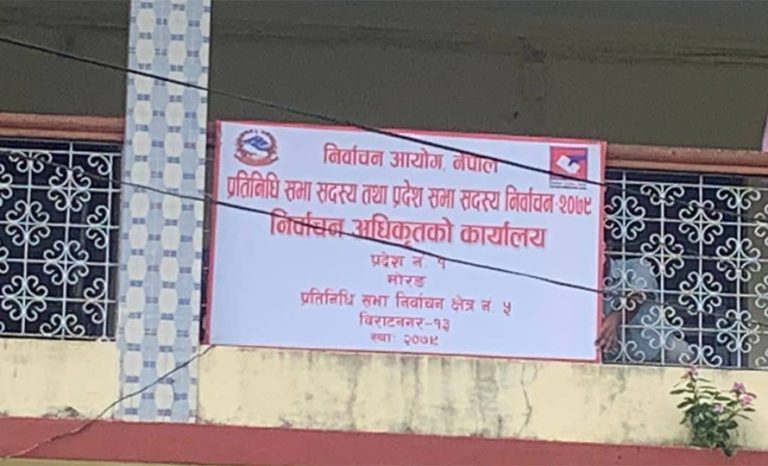 निर्वाचन आयोग, नेपाल
प्रतिनिधि सभा सदस्य तथा प्रदेश सभा सदस्य निर्वाचन-२०७९
निर्वाचन अधिकृतको कार्यालय
प्रदेश नं. १
मोरङ
प्रतिनिधि सभा निर्वाचन क्षेत्र नं. ५
विराटनगर-१३
स्था: २०७९